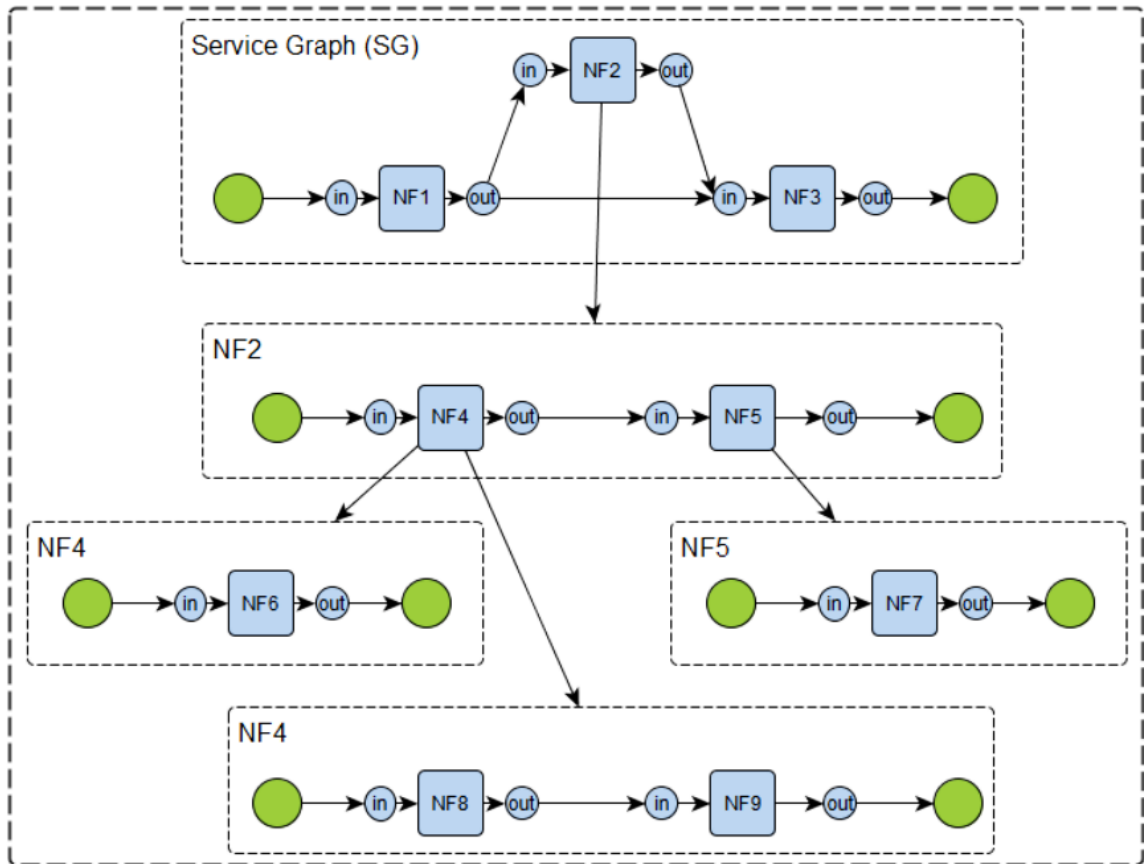 Service Graph (SG)
in NF2 out
in NF1 out in NF3 out
NF2
in NF4 out in NF5 out
NF4
in NF6 out
NF5
in NF7 out
NF4
in NF8 out in NF9 out